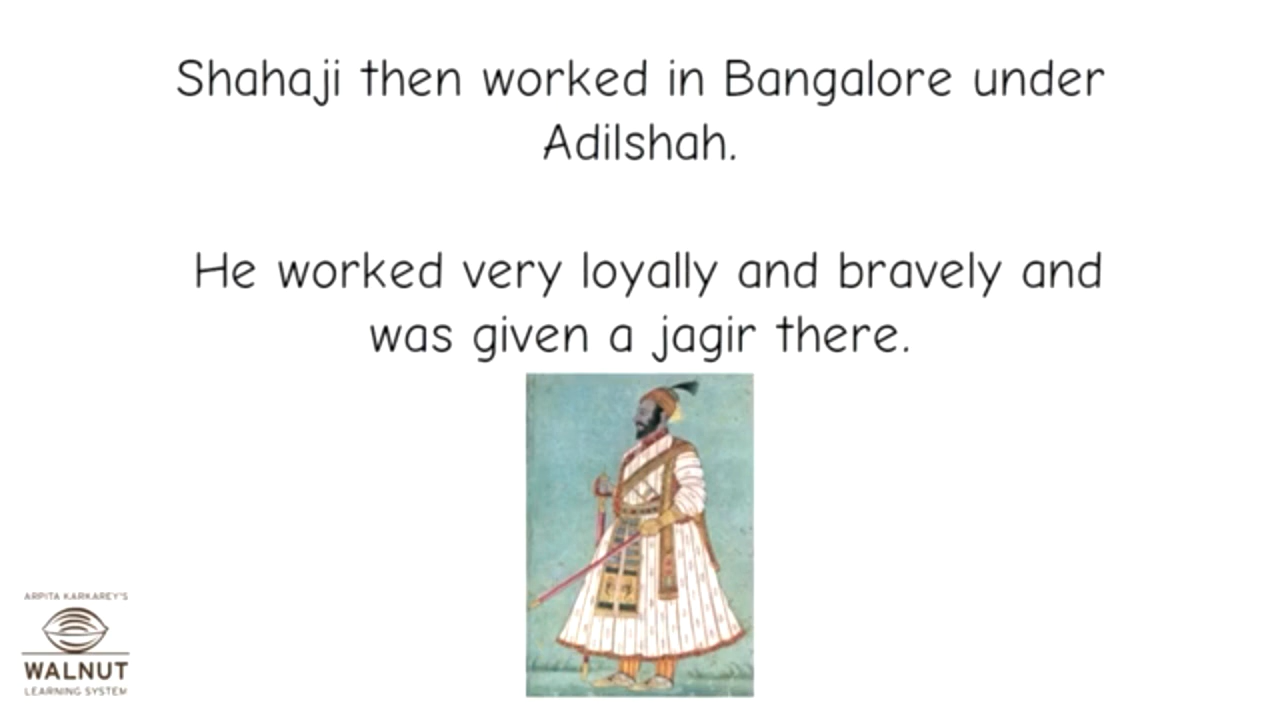 Shahaji then worked in Bangalore under
Adilshah.
He worked very loyally and bravely and
was given a jagir there.
ARPITA KARKAREY'S
WALNUT
LEARNING SYSTEM